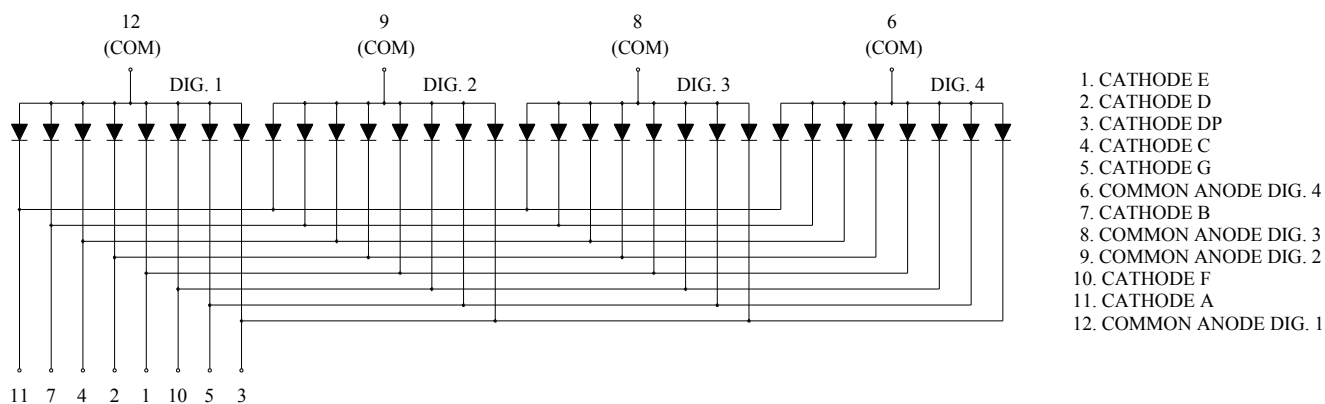 12 9 8 6
(COM) (COM) (COM) (COM)
DIG. 1 DIG. 2 DIG. 3 DIG. 4
1. CATHODE E
2. CATHODE D
3. CATHODE DP
4. CATHODE C
5. CATHODE G
6. COMMON ANODE DIG. 4
7. CATHODE B
8. COMMON ANODE DIG. 3
9. COMMON ANODE DIG. 2
10. CATHODE F
11. CATHODE A
12. COMMON ANODE DIG. 1
11 7 4 2 1 10 5 3